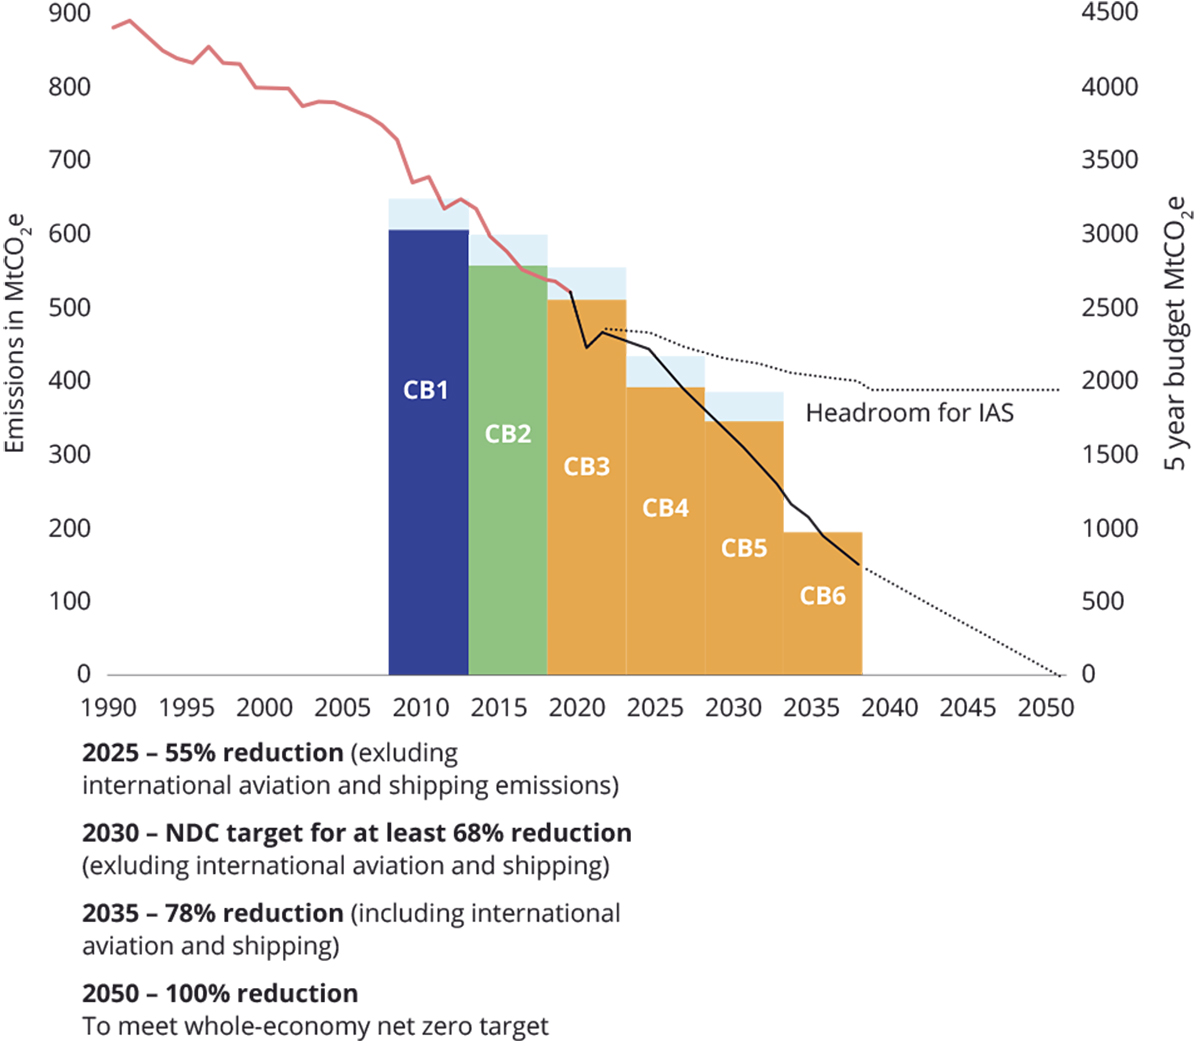 900
800
700
600
500
400
300
200
100
0
Emissions in MtCO₂e
4500
4000
3500
3000
2500
2000
1500
1000
500
0
5 year budget MtCO₂e
CB1
CB2
CB3
CB4
CB5
CB6
Headroom for IAS
1990 1995 2000 2005 2010 2015 2020 2025 2030 2035 2040 2045 2050
2025 – 55% reduction (exluding
international aviation and shipping emissions)
2030 – NDC target for at least 68% reduction
(exluding international aviation and shipping)
2035 – 78% reduction (including international
aviation and shipping)
2050 – 100% reduction
To meet whole-economy net zero target